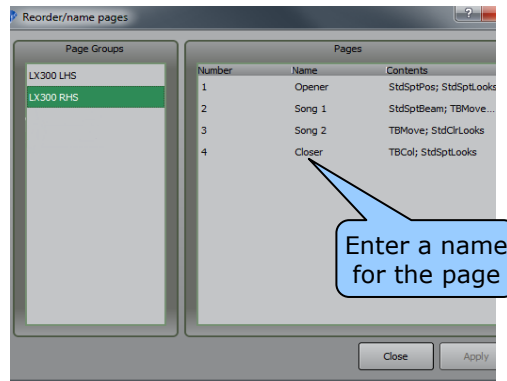 Reorder/name pages
?
Page Groups
LX300 LHS
LX300 RHS
Pages
Number Name Contents
1 Opener StdSptPos; StdSptLooks
2 Song 1 StdSptBeam; TBMove...
3 Song 2 TBMove; StdClrLooks
4 Closer TBCol; StdSptLooks
Enter a name
for the page
Close Apply